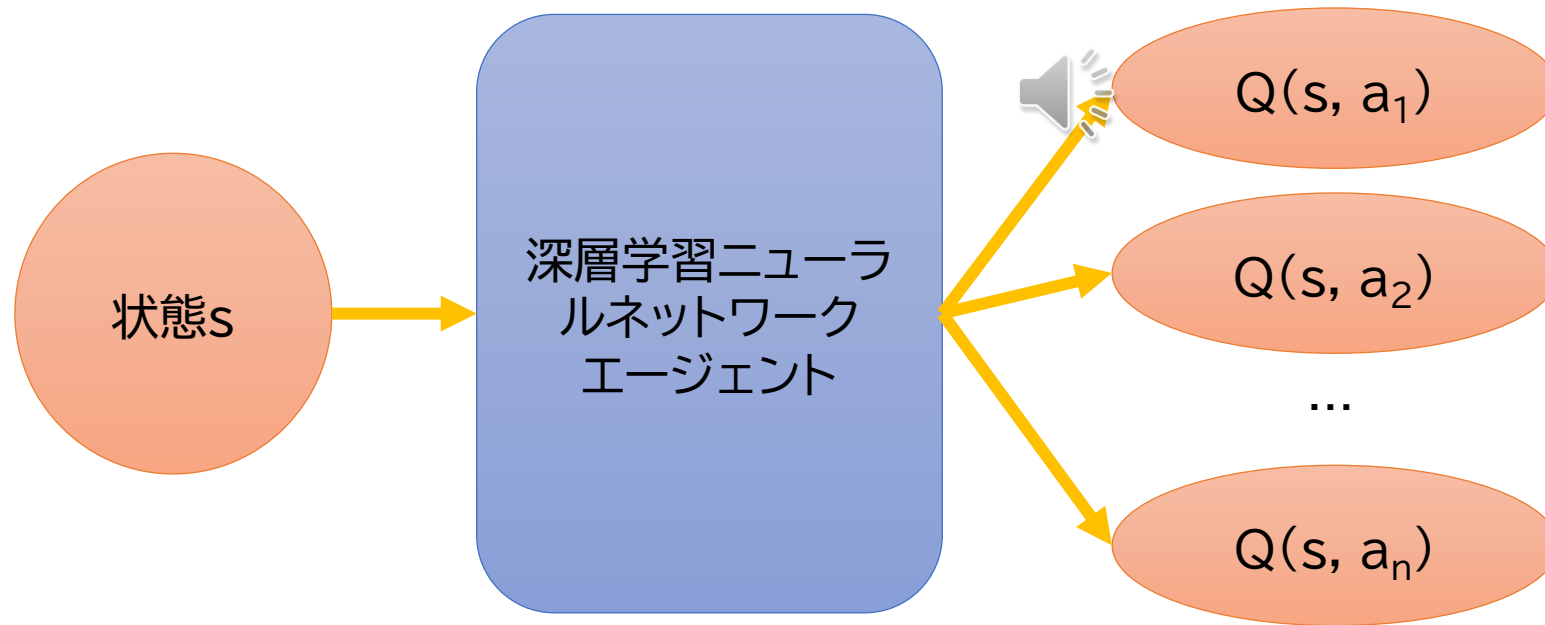 状態s
深層学習ニューラ
ルネットワーク
エージェント
Q(s, a₁)
Q(s, a₂)
…
Q(s, aₙ)